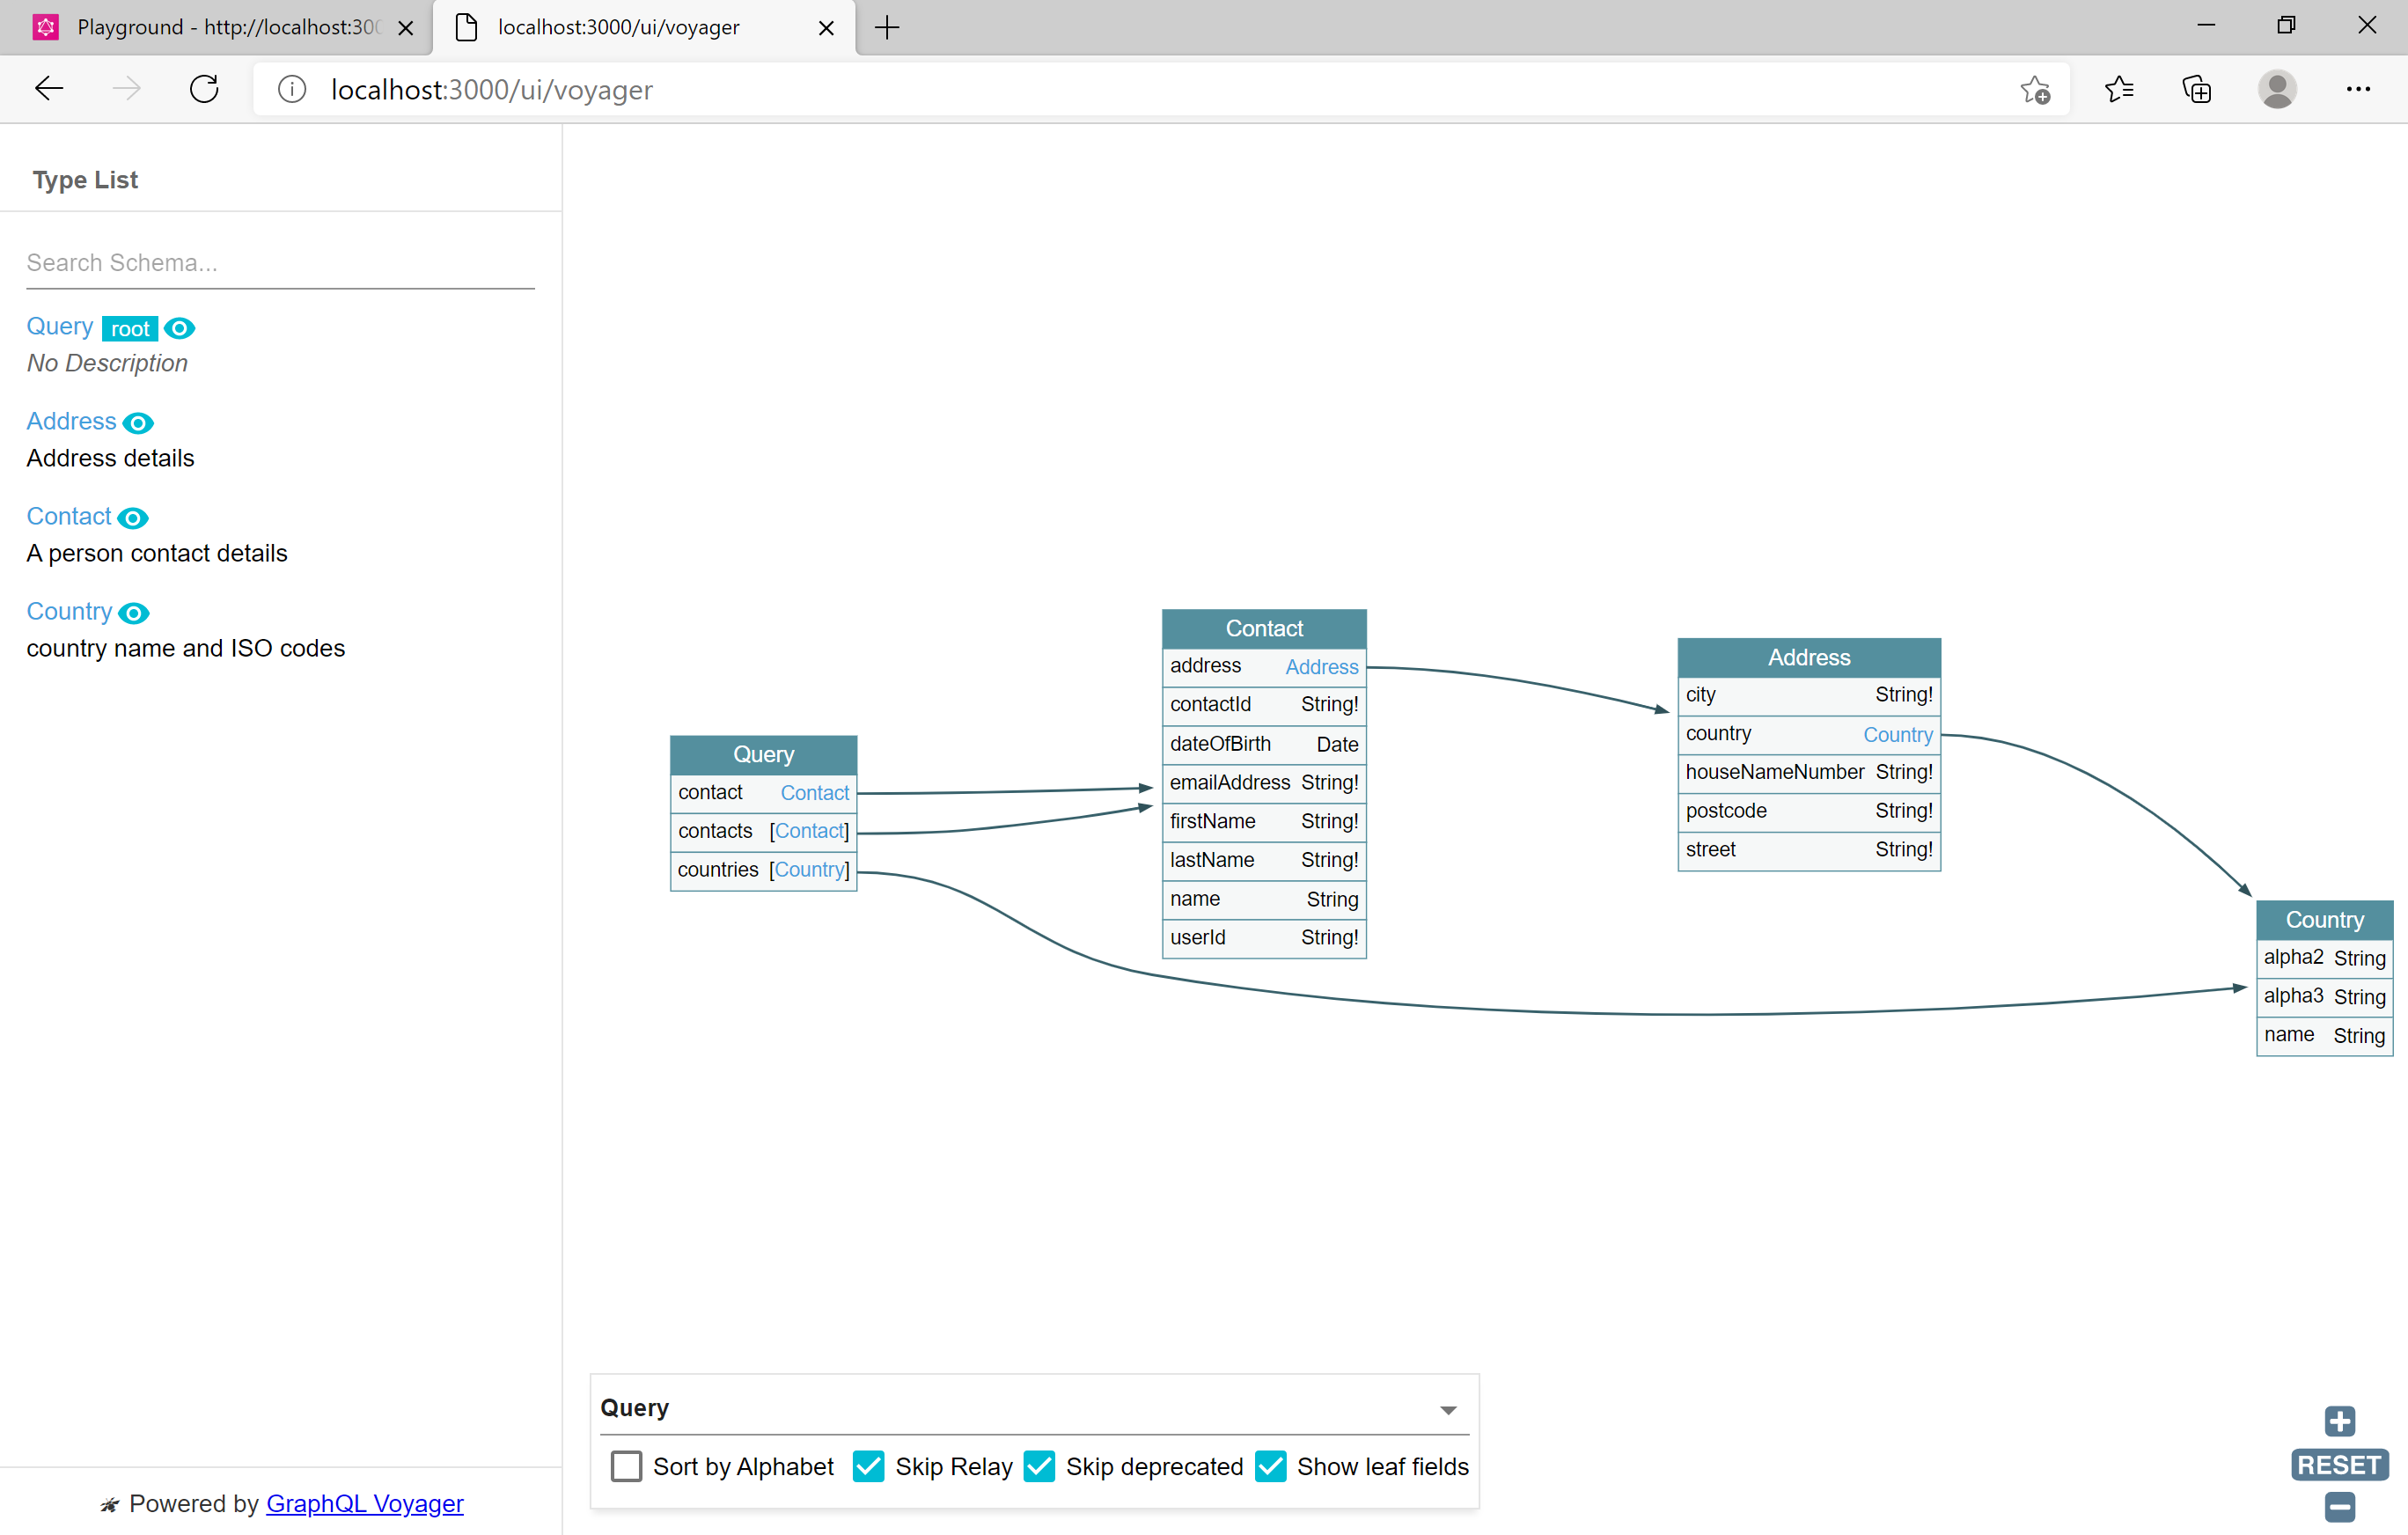 Playground - http://localhost:300
localhost:3000/ui/voyager
localhost:3000/ui/voyager
Type List
Search Schema...
Query root
No Description
Address
Address details
Contact
A person contact details
Country
country name and ISO codes
Powered by GraphQL Voyager
Query
contact Contact
contacts [Contact]
countries [Country]
Contact
address Address
contactId String!
dateOfBirth Date
emailAddress String!
firstName String!
lastName String!
name String
userId String!
Address
city String!
country Country
houseNameNumber String!
postcode String!
street String!
Country
alpha2 String
alpha3 String
name String
Query
Sort by Alphabet Skip Relay Skip deprecated Show leaf fields
RESET